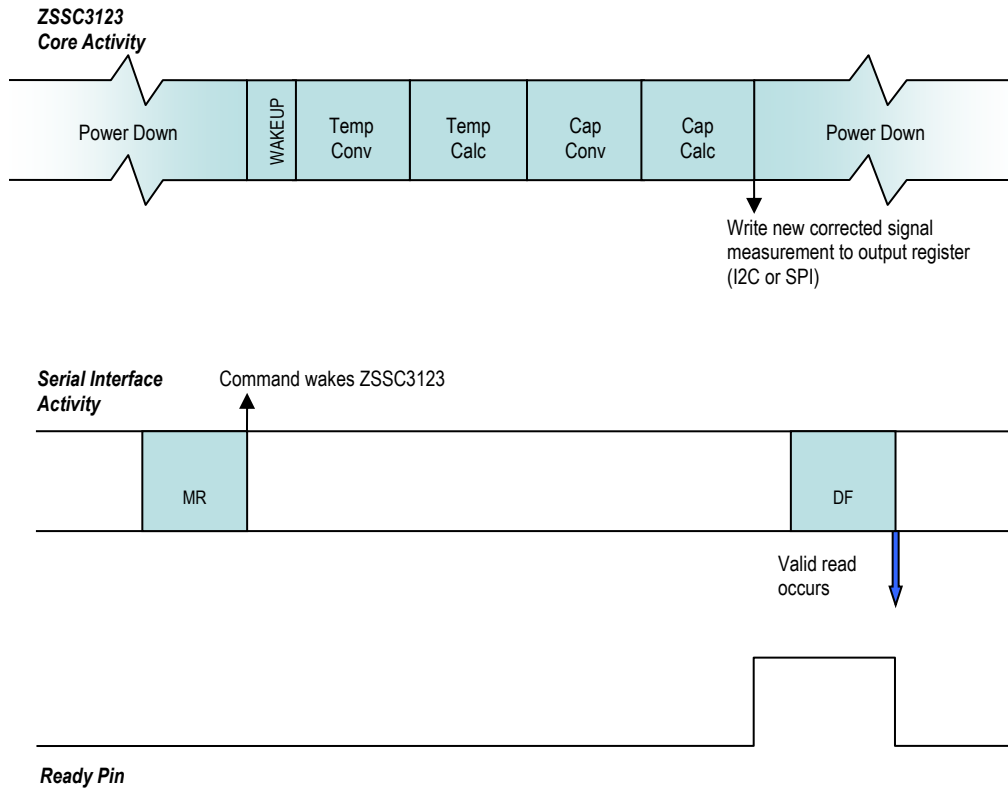 ZSSC3123
Core Activity
Power Down
WAKEUP
Temp
Conv
Temp
Calc
Cap
Conv
Cap
Calc
Power Down
Write new corrected signal
measurement to output register
(I2C or SPI)
Serial Interface
Activity
Command wakes ZSSC3123
MR
DF
Valid read
occurs
Ready Pin